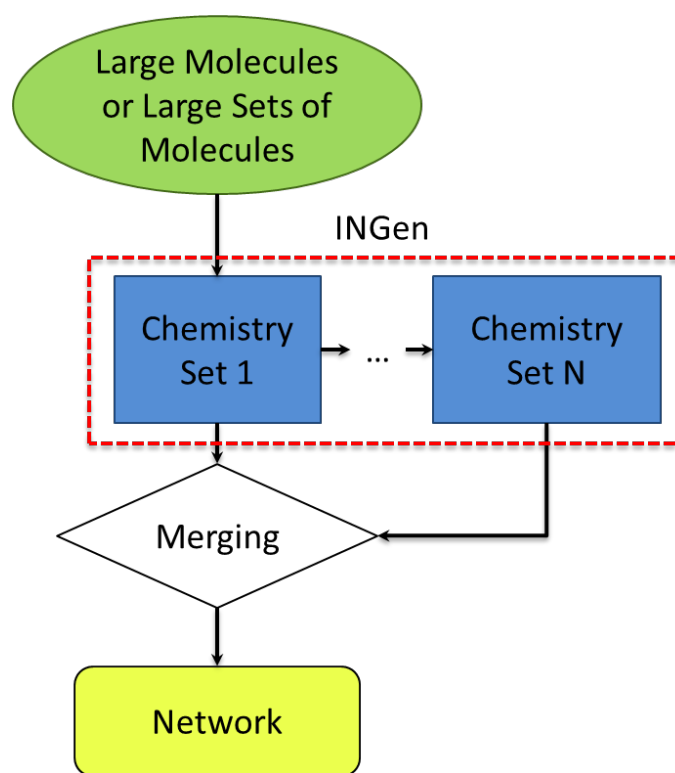 Large Molecules
or Large Sets of
Molecules
INGen
Chemistry
Set 1
...
Chemistry
Set N
Merging
Network